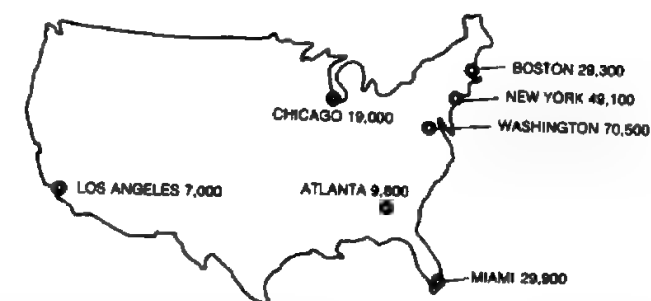 BOSTON 29,300
NEW YORK 49,100
CHICAGO 19,000
WASHINGTON 70,500
LOS ANGELES 7,000
ATLANTA 9,800
MIAMI 29,900